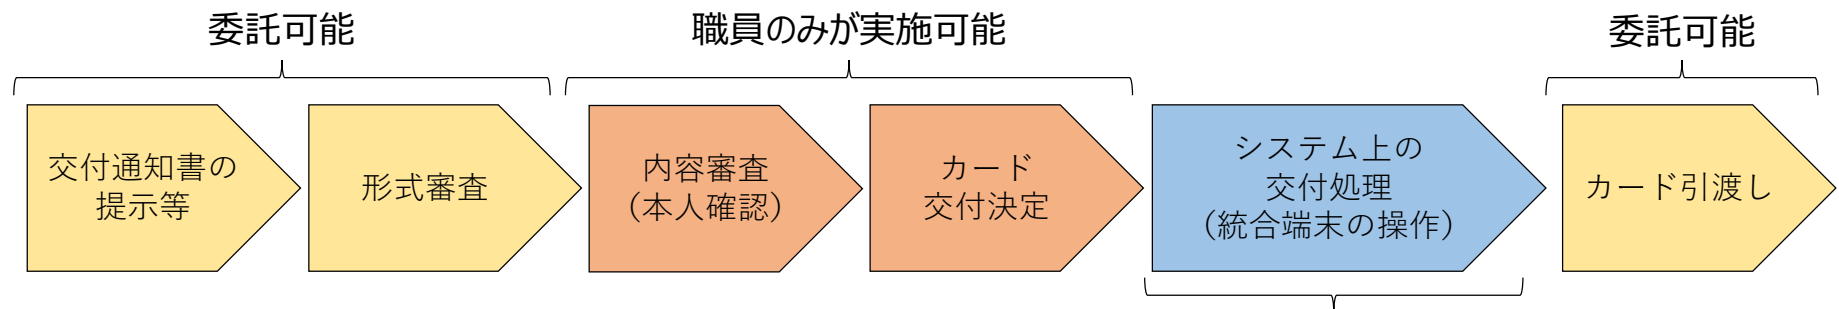 委託可能
職員のみが実施可能
委託可能
交付通知書の
提示等
形式審査
内容審査
(本人確認)
カード
交付決定
システム上の
交付処理
(統合端末の操作)
カード引渡し